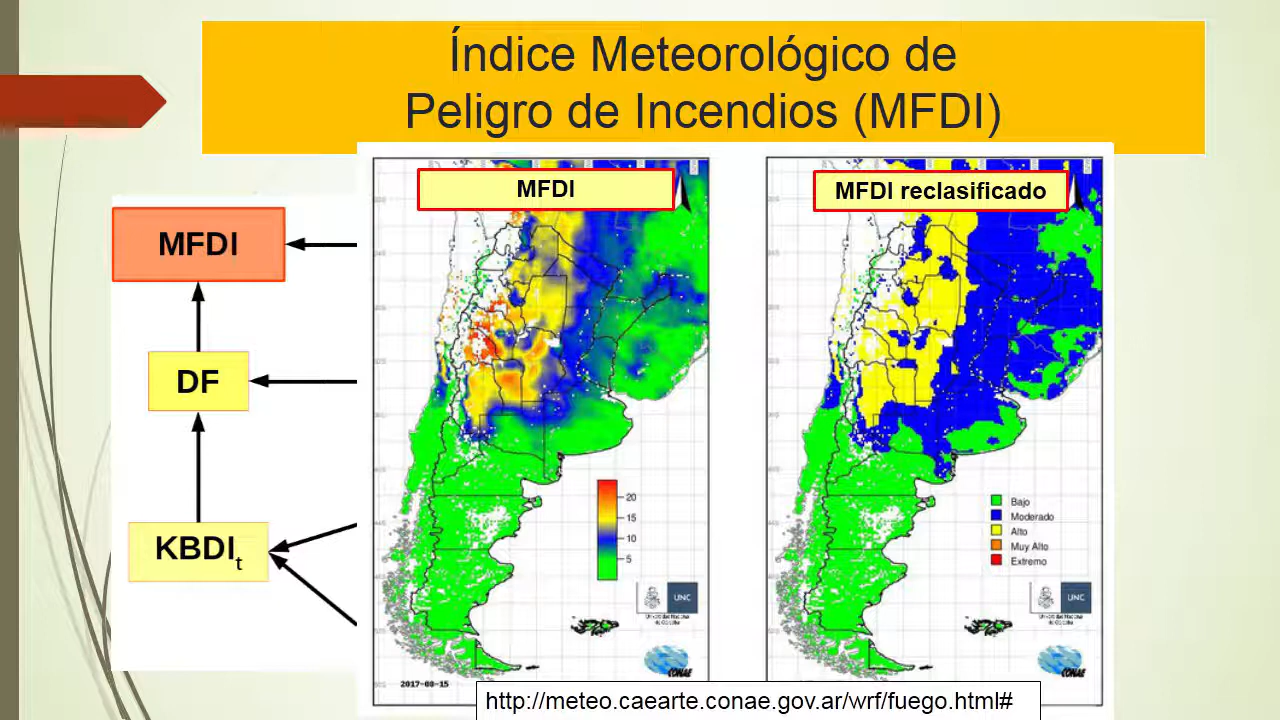 Índice Meteorológico de
Peligro de Incendios (MFDI)
MFDI
MFDI reclasificado
MFDI
DF
KBDIt
20
15
10
5
Bajo
Moderado
Alto
Muy Alto
Extremo
UNC
UNC
CONAE
CONAE
2017-08-15
http://meteo.caearte.conae.gov.ar/wrf/fuego.html#